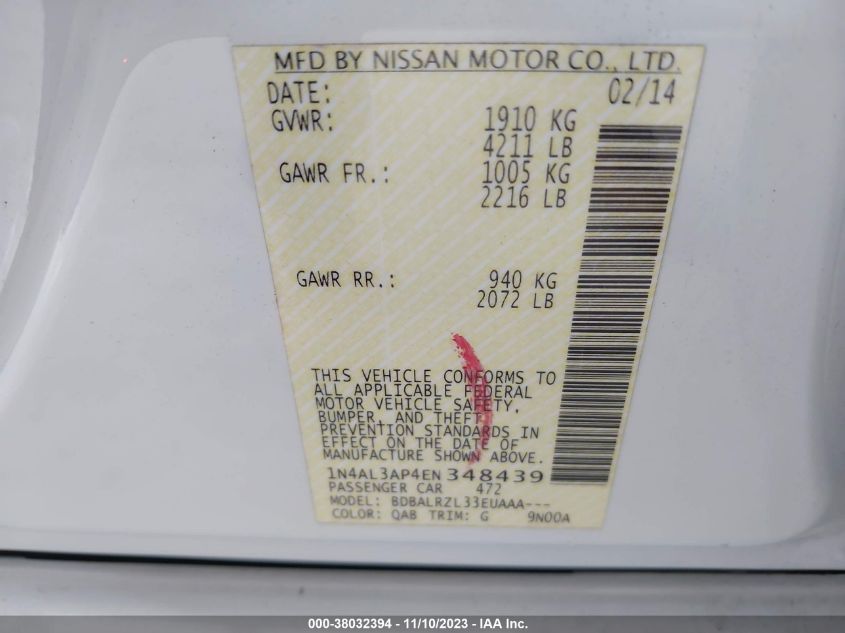 MFD BY NISSAN MOTOR CO., LTD.
DATE: 02/14
GVWR: 1910 KG
4211 LB
GAWR FR.: 1005 KG
2216 LB
GAWR RR.: 940 KG
2072 LB
THIS VEHICLE CONFORMS TO
ALL APPLICABLE FEDERAL
MOTOR VEHICLE SAFETY,
BUMPER, AND THEFT
PREVENTION STANDARDS IN
EFFECT ON THE DATE OF
MANUFACTURE SHOWN ABOVE.
1N4AL3AP4EN348439
PASSENGER CAR 472
MODEL: BDBALRZL33EUAAA---
COLOR: QAB TRIM: G 9N00A
000-38032394 - 11/10/2023 - IAA Inc.